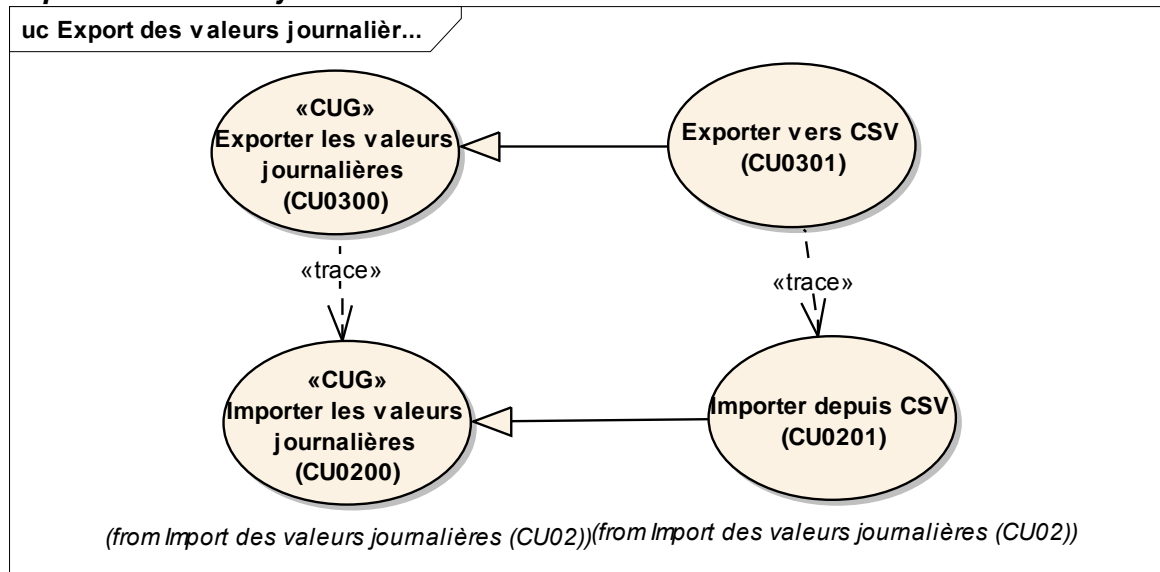 uc Export des valeurs journalièr...
«CUG»
Exporter les valeurs
journalières
(CU0300)
Exporter vers CSV
(CU0301)
«trace»
«trace»
«CUG»
Importer les valeurs
journalières
(CU0200)
Importer depuis CSV
(CU0201)
(from Import des valeurs journalières (CU02))
(from Import des valeurs journalières (CU02))